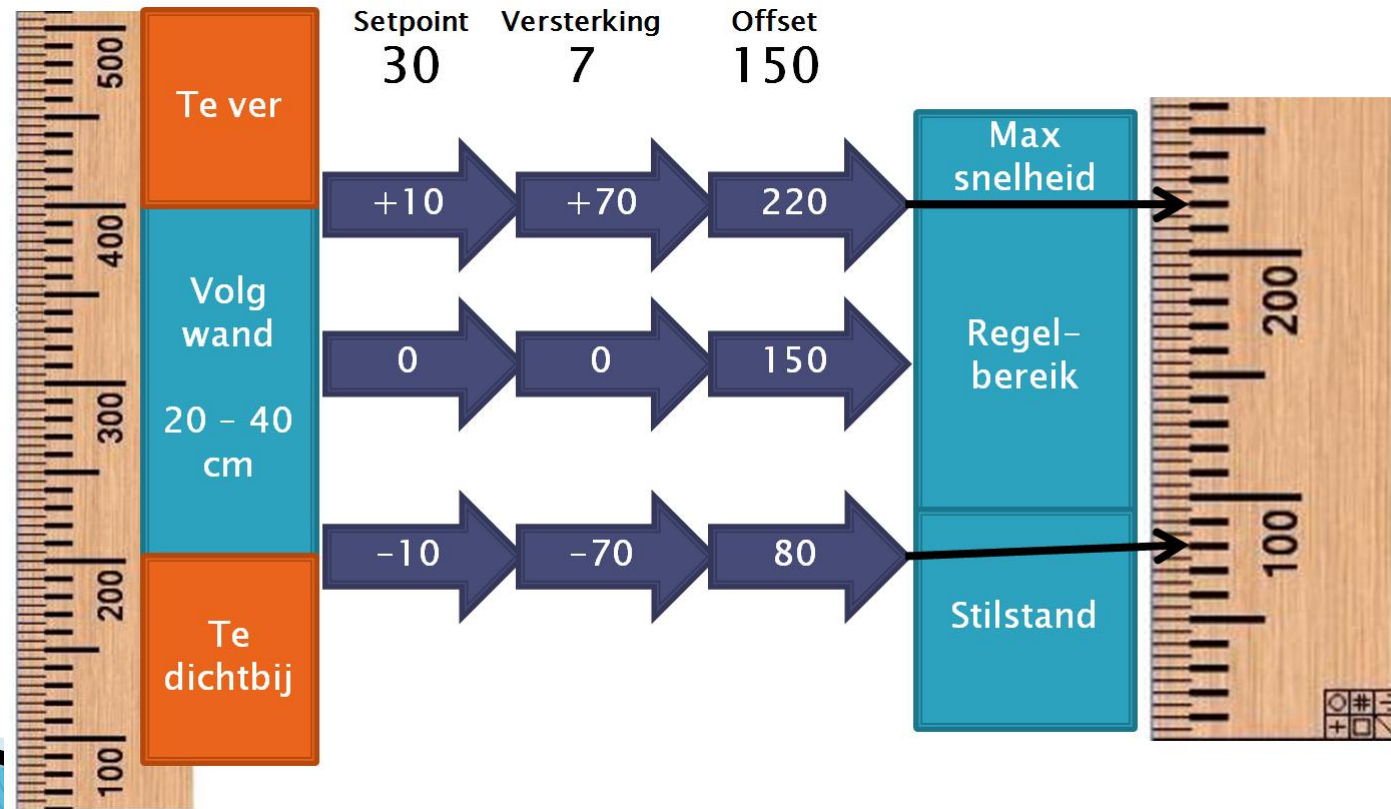 Setpoint Versterking Offset
30 7 150
500
400
300
200
100
Te ver
Volg
wand
20 - 40
cm
Te
dichtbij
+10 +70 220
0 0 150
-10 -70 80
Max
snelheid
Regel-
bereik
Stilstand
200
100